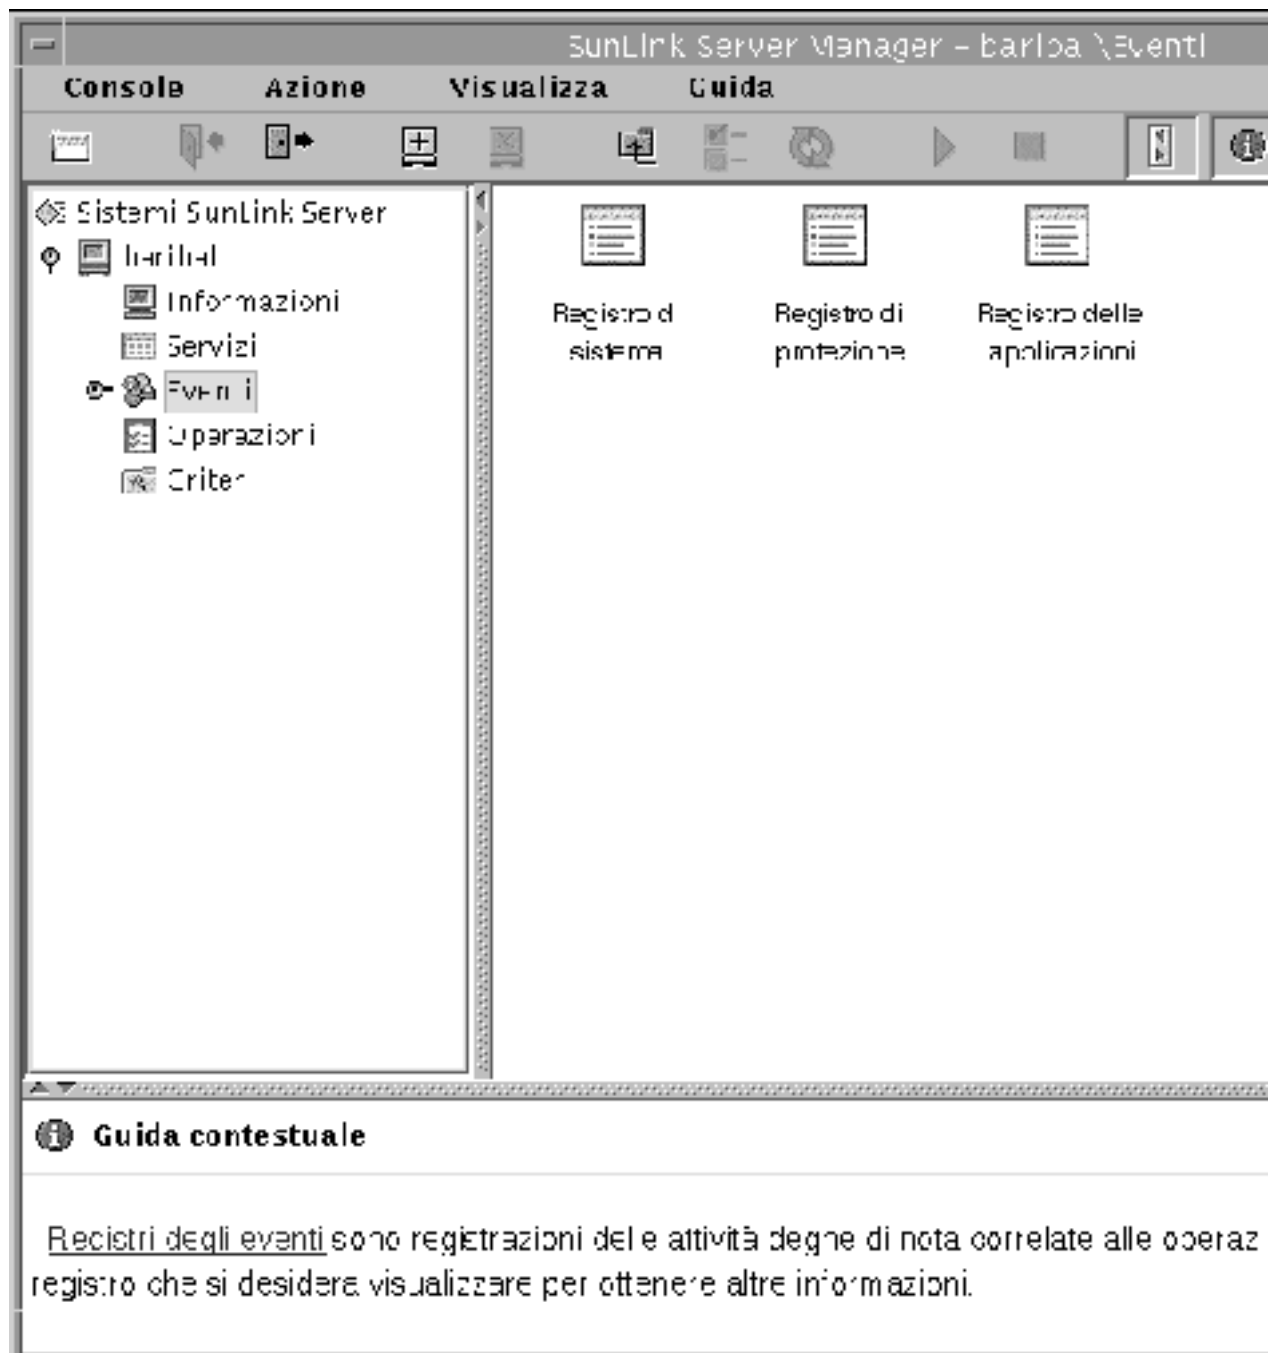 SunLink Server Manager – baribal\Eventi
Console Azione Visualizza Guida
Sistemi SunLink Server
baribal
Informazioni
Servizi
Eventi
Operazioni
Criteri
Registro di
sistema
Registro di
protezione
Registro delle
applicazioni
Guida contestuale
Registri degli eventi sono registrazioni delle attività degne di nota correlate alle operaz
registro che si desidera visualizzare per ottenere altre informazioni.